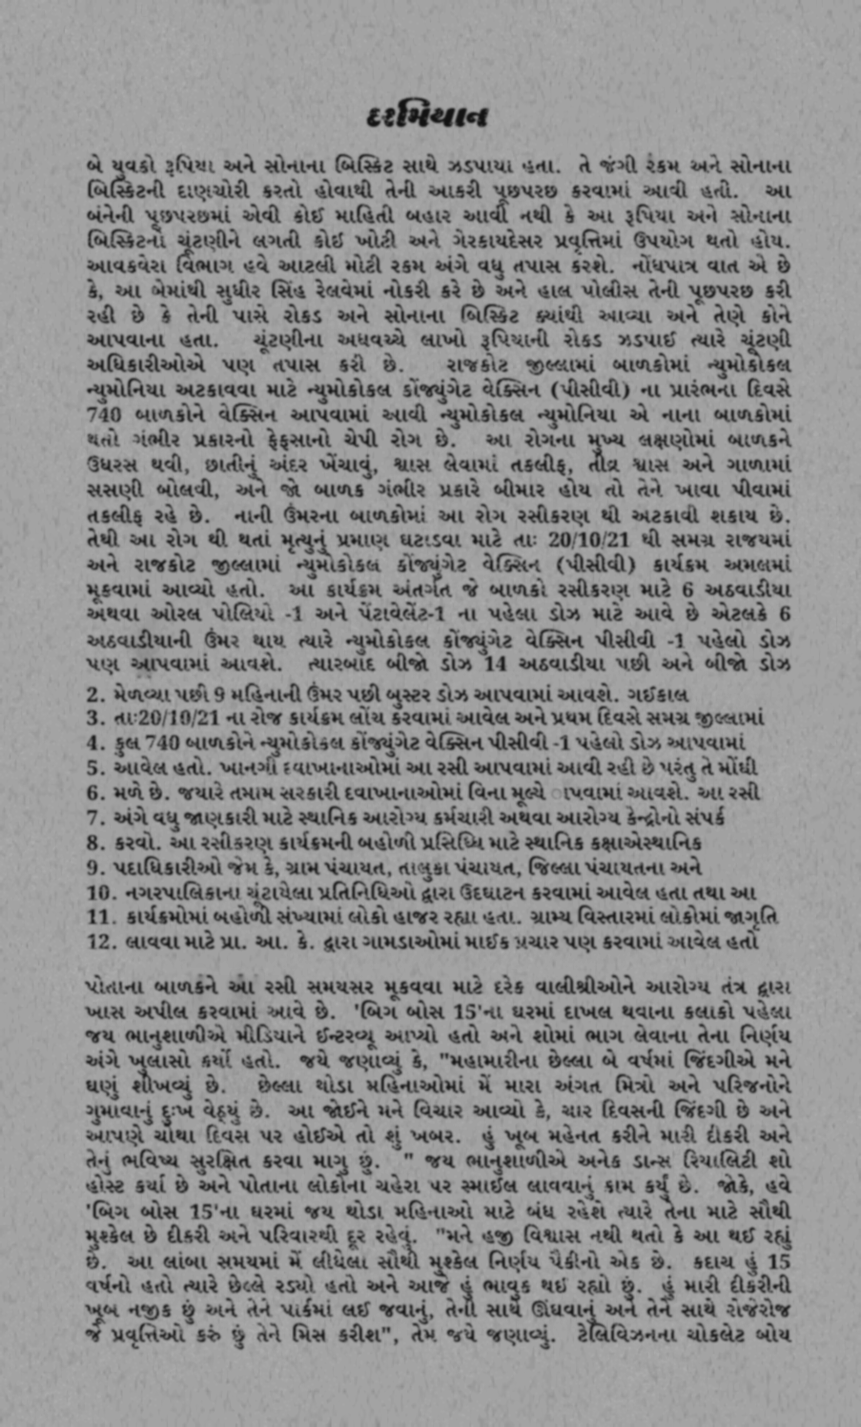 દરમિયાન
બે યુવકો રૂપિયા અને સોનાના બિસ્કિટ સાથે ઝડપાયા હતા. તે જંગી રકમ અને સોનાના
બિસ્કિટની દાણચોરી કરતો હોવાથી તેની આકરી પૂછપરછ કરવામાં આવી હતી. આ
બંનેની પૂછપરછમાં એવી કોઈ માહિતી બહાર આવી નથી કે આ રૂપિયા અને સોનાના
બિસ્કિટનો ચૂંટણીને લગતી કોઇ ખોટી અને ગેરકાયદેસર પ્રવૃત્તિમાં ઉપયોગ થતો હોય.
આવકવેરા વિભાગ હવે આટલી મોટી રકમ અંગે વધુ તપાસ કરશે. નોંધપાત્ર વાત એ છે
કે, આ બેમાંથી સુધીર સિંહ રેલવેમાં નોકરી કરે છે અને હાલ પોલીસ તેની પૂછપરછ કરી
રહી છે કે તેની પાસે રોકડ અને સોનાના બિસ્કિટ ક્યાંથી આવ્યા અને તેણે કોને
આપવાના હતા. ચૂંટણીના અધવચ્ચે લાખો રૂપિયાની રોકડ ઝડપાઈ ત્યારે ચૂંટણી
અધિકારીઓએ પણ તપાસ કરી છે. રાજકોટ જીલ્લામાં બાળકોમાં ન્યુમોકોકલ
ન્યુમોનિયા અટકાવવા માટે ન્યુમોકોકલ કોંજ્યુંગેટ વેક્સિન (પીસીવી) ના પ્રારંભના દિવસે
740 બાળકોને વેક્સિન આપવામાં આવી ન્યુમોકોકલ ન્યુમોનિયા એ નાના બાળકોમાં
થતો ગંભીર પ્રકારનો ફેફસાનો ચેપી રોગ છે. આ રોગના મુખ્ય લક્ષણોમાં બાળકને
ઉધરસ થવી, છાતીનું અંદર ખેંચાવું, શ્વાસ લેવામાં તકલીફ, તીવ્ર શ્વાસ અને ગાળામાં
સસણી બોલવી, અને જો બાળક ગંભીર પ્રકારે બીમાર હોય તો તેને ખાવા પીવામાં
તકલીફ રહે છે. નાની ઉંમરના બાળકોમાં આ રોગ રસીકરણ થી અટકાવી શકાય છે.
તેથી આ રોગ થી થતાં મૃત્યુનું પ્રમાણ ઘટાડવા માટે તાઃ 20/10/21 થી સમગ્ર રાજયમાં
અને રાજકોટ જીલ્લામાં ન્યુમોકોકલ કોંજ્યુંગેટ વેક્સિન (પીસીવી) કાર્યક્રમ અમલમાં
મૂકવામાં આવ્યો હતો. આ કાર્યક્રમ અંતર્ગત જે બાળકો રસીકરણ માટે 6 અઠવાડીયા
અથવા ઓરલ પોલિયો -1 અને પેંટાવેલેંટ-1 ના પહેલા ડોઝ માટે આવે છે એટલકે 6
અઠવાડીયાની ઉંમર થાય ત્યારે ન્યુમોકોકલ કોંજ્યુંગેટ વેક્સિન પીસીવી -1 પહેલો ડોઝ
પણ આપવામાં આવશે. ત્યારબાદ બીજો ડોઝ 14 અઠવાડીયા પછી અને બીજો ડોઝ
2. મેળવ્યા પછી 9 મહિનાની ઉંમર પછી બુસ્ટર ડોઝ આપવામાં આવશે. ગઈકાલ
3. તાઃ20/10/21 ના રોજ કાર્યક્રમ લોંચ કરવામાં આવેલ અને પ્રથમ દિવસે સમગ્ર જીલ્લામાં
4. કુલ 740 બાળકોને ન્યુમોકોકલ કોંજ્યુંગેટ વેક્સિન પીસીવી -1 પહેલો ડોઝ આપવામાં
5. આવેલ હતો. ખાનગી દવાખાનાઓમાં આ રસી આપવામાં આવી રહી છે પરંતુ તે મોંઘી
6. મળે છે. જયારે તમામ સરકારી દવાખાનાઓમાં વિના મૂલ્યે ાપવામાં આવશે. આ રસી
7. અંગે વધુ જાણકારી માટે સ્થાનિક આરોગ્ય કર્મચારી અથવા આરોગ્ય કેન્દ્રોનો સંપર્ક
8. કરવો. આ રસીકરણ કાર્યક્રમની બહોળી પ્રસિધ્ધિ માટે સ્થાનિક કક્ષાએસ્થાનિક
9. પદાધિકારીઓ જેમ કે, ગ્રામ પંચાયત, તાલુકા પંચાયત, જિલ્લા પંચાયતના અને
10. નગરપાલિકાના ચૂંટાયેલા પ્રતિનિધિઓ દ્વારા ઉદઘાટન કરવામાં આવેલ હતા તથા આ
11. કાર્યક્રમોમાં બહોળી સંખ્યામાં લોકો હાજર રહ્યા હતા. ગ્રામ્ય વિસ્તારમાં લોકોમાં જાગૃતિ
12. લાવવા માટે પ્રા. આ. કે. દ્વારા ગામડાઓમાં માઈક પ્રચાર પણ કરવામાં આવેલ હતો
પોતાના બાળકને આ રસી સમયસર મૂકવવા માટે દરેક વાલીશ્રીઓને આરોગ્ય તંત્ર દ્વારા
ખાસ અપીલ કરવામાં આવે છે. 'બિગ બોસ 15'ના ઘરમાં દાખલ થવાના કલાકો પહેલા
જય ભાનુશાળીએ મીડિયાને ઈન્ટરવ્યૂ આપ્યો હતો અને શોમાં ભાગ લેવાના તેના નિર્ણય
અંગે ખુલાસો કર્યો હતો. જયે જણાવ્યું કે, "મહામારીના છેલ્લા બે વર્ષમાં જિંદગીએ મને
ઘણું શીખવ્યું છે. છેલ્લા થોડા મહિનાઓમાં મેં મારા અંગત મિત્રો અને પરિજનોને
ગુમાવાનું દુઃખ વેઠ્યું છે. આ જોઈને મને વિચાર આવ્યો કે, ચાર દિવસની જિંદગી છે અને
આપણે ચોથા દિવસ પર હોઈએ તો શું ખબર. હું ખૂબ મહેનત કરીને મારી દીકરી અને
તેનું ભવિષ્ય સુરક્ષિત કરવા માગુ છું. " જય ભાનુશાળીએ અનેક ડાન્સ રિયાલિટી શો
હોસ્ટ કર્યા છે અને પોતાના લોકોના ચહેરા પર સ્માઈલ લાવવાનું કામ કર્યું છે. જોકે, હવે
'બિગ બોસ 15'ના ઘરમાં જય થોડા મહિનાઓ માટે બંધ રહેશે ત્યારે તેના માટે સૌથી
મુશ્કેલ છે દીકરી અને પરિવારથી દૂર રહેવું. "મને હજી વિશ્વાસ નથી થતો કે આ થઈ રહ્યું
છે. આ લાંબા સમયમાં મેં લીધેલા સૌથી મુશ્કેલ નિર્ણય પૈકીનો એક છે. કદાચ હું 15
વર્ષનો હતો ત્યારે છેલ્લે રડ્યો હતો અને આજે હું ભાવુક થઇ રહ્યો છું. હું મારી દીકરીની
ખૂબ નજીક છું અને તેને પાર્કમાં લઈ જવાનું, તેની સાથે ઊંઘવાનું અને તેને સાથે રોજેરોજ
જે પ્રવૃત્તિઓ કરું છું તેને મિસ કરીશ", તેમ જયે જણાવ્યું. ટેલિવિઝનના ચોકલેટ બોય